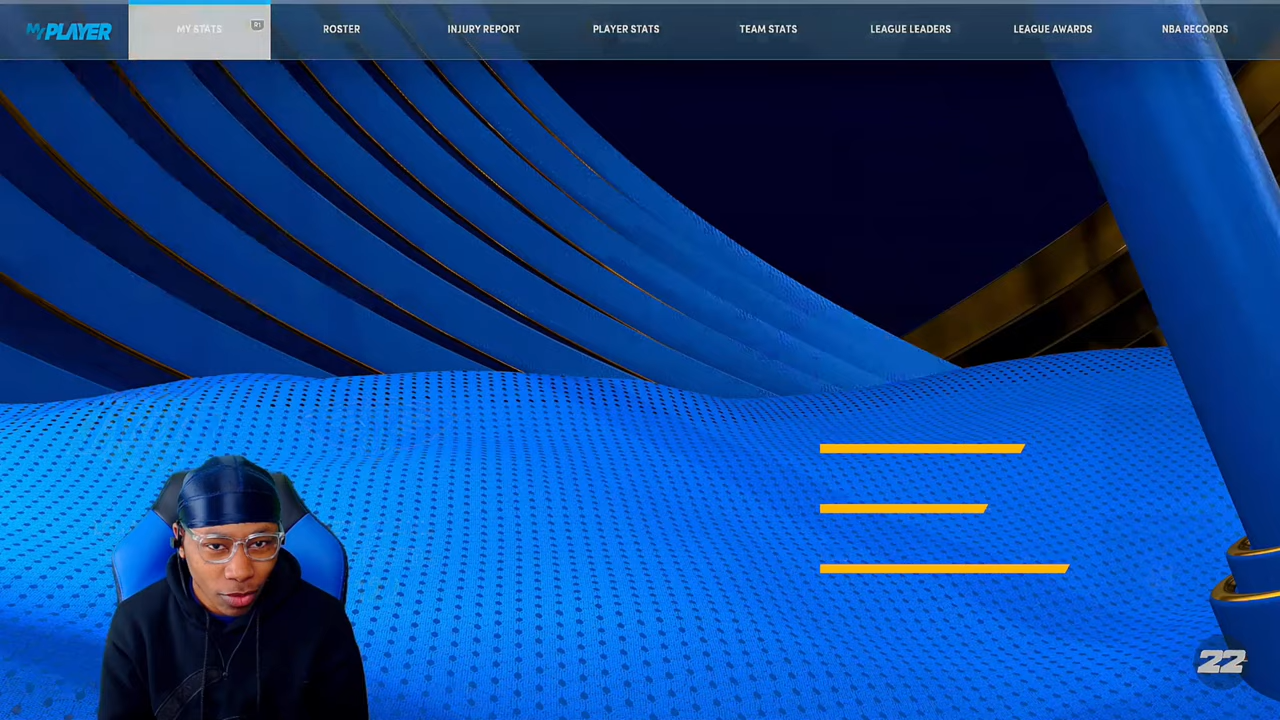 MyPLAYER
MY STATS R1 ROSTER INJURY REPORT PLAYER STATS TEAM STATS LEAGUE LEADERS LEAGUE AWARDS NBA RECORDS
22